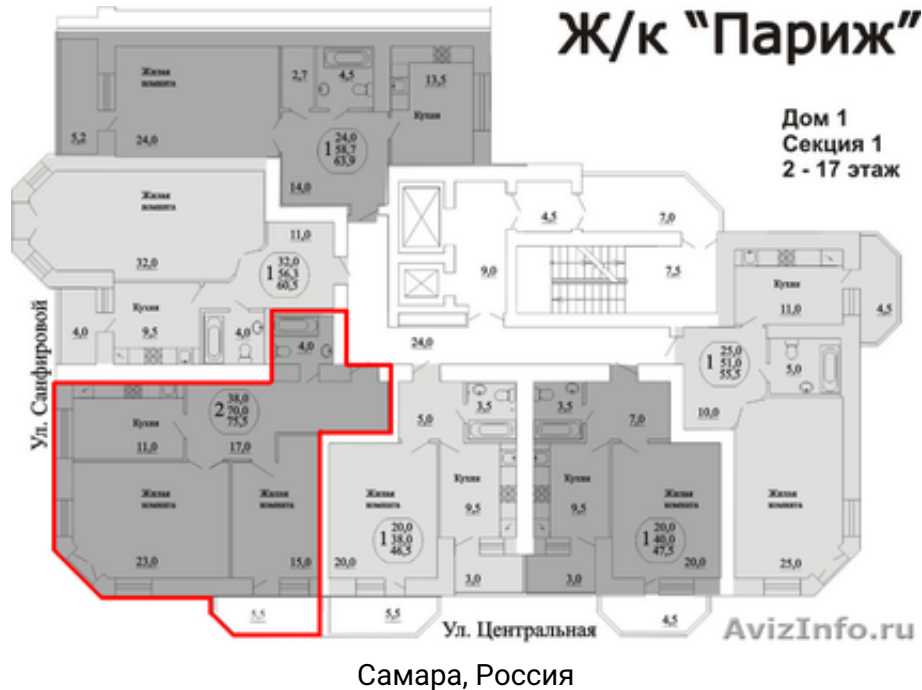 Ж/к “Париж”
Дом 1
Секция 1
2 - 17 этаж
Жилая
комната
24,0
5,2
2,7
4,5
13,5
Кухня
1
24,0
58,7
63,9
14,0
Жилая
комната
32,0
11,0
1
32,0
56,3
60,5
4,0
Кухня
9,5
4,0
4,5
7,0
9,0
7,5
24,0
Кухня
11,0
4,5
1
25,0
51,0
55,5
5,0
10,0
Жилая
комната
25,0
4,0
2
38,0
70,0
75,5
Кухня
11,0
17,0
Жилая
комната
23,0
Жилая
комната
15,0
5,5
5,0
3,5
Жилая
комната
Кухня
9,5
1
20,0
38,0
46,5
20,0
3,0
5,5
3,5
7,0
Кухня
9,5
Жилая
комната
1
20,0
40,0
47,5
20,0
3,0
4,5
Ул. Санфировой
Ул. Центральная
AvizInfo.ru
Самара, Россия